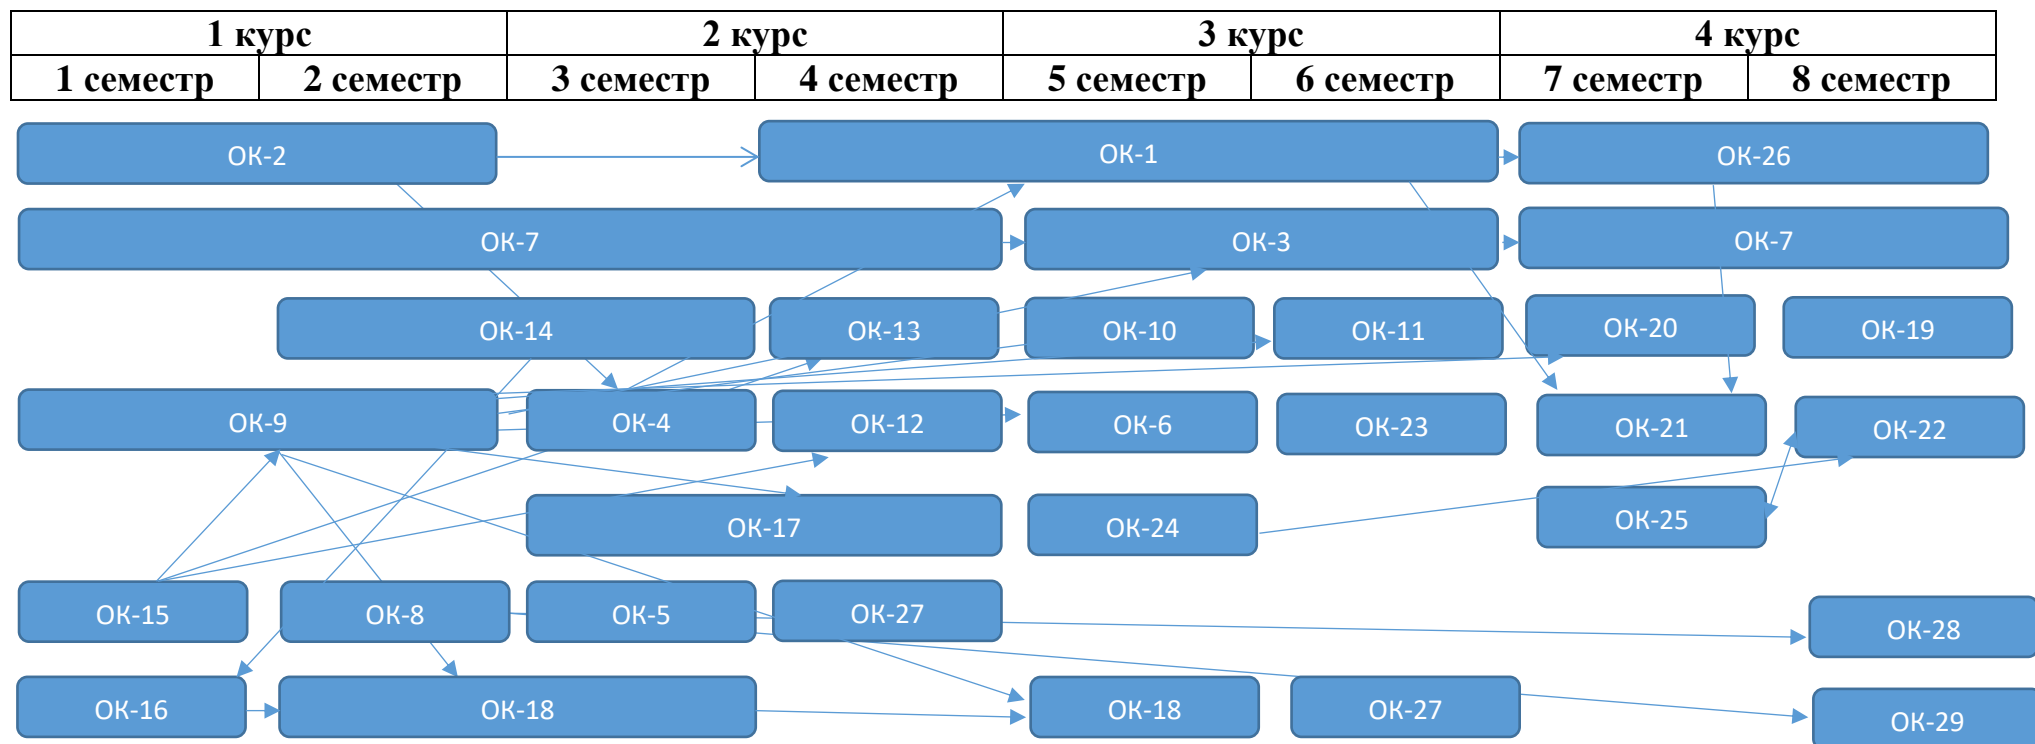 1 курс 2 курс 3 курс 4 курс
1 семестр 2 семестр 3 семестр 4 семестр 5 семестр 6 семестр 7 семестр 8 семестр
ОК-2 ОК-1 ОК-26
ОК-7 ОК-3 ОК-7
ОК-14 ОК-13 ОК-10 ОК-11 ОК-20 ОК-19
ОК-9 ОК-4 ОК-12 ОК-6 ОК-23 ОК-21 ОК-22
ОК-17 ОК-24 ОК-25
ОК-15 ОК-8 ОК-5 ОК-27 ОК-28
ОК-16 ОК-18 ОК-18 ОК-27 ОК-29